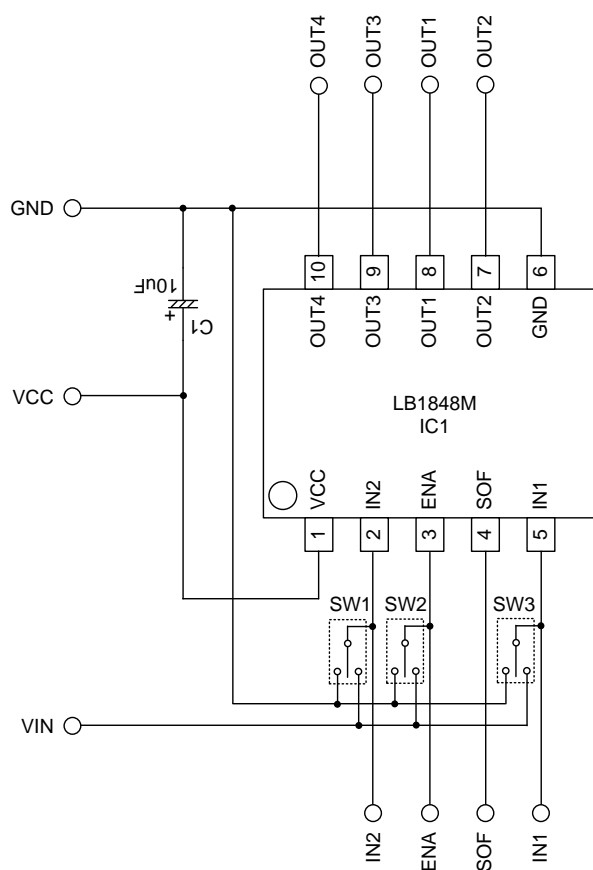 OUT4
OUT3
OUT1
OUT2
GND
10
9
8
7
6
10uF
+
C1
OUT4
OUT3
OUT1
OUT2
GND
VCC
LB1848M
IC1
VCC
IN2
ENA
SOF
IN1
1
2
3
4
5
SW1
SW2
SW3
VIN
IN2
ENA
SOF
IN1